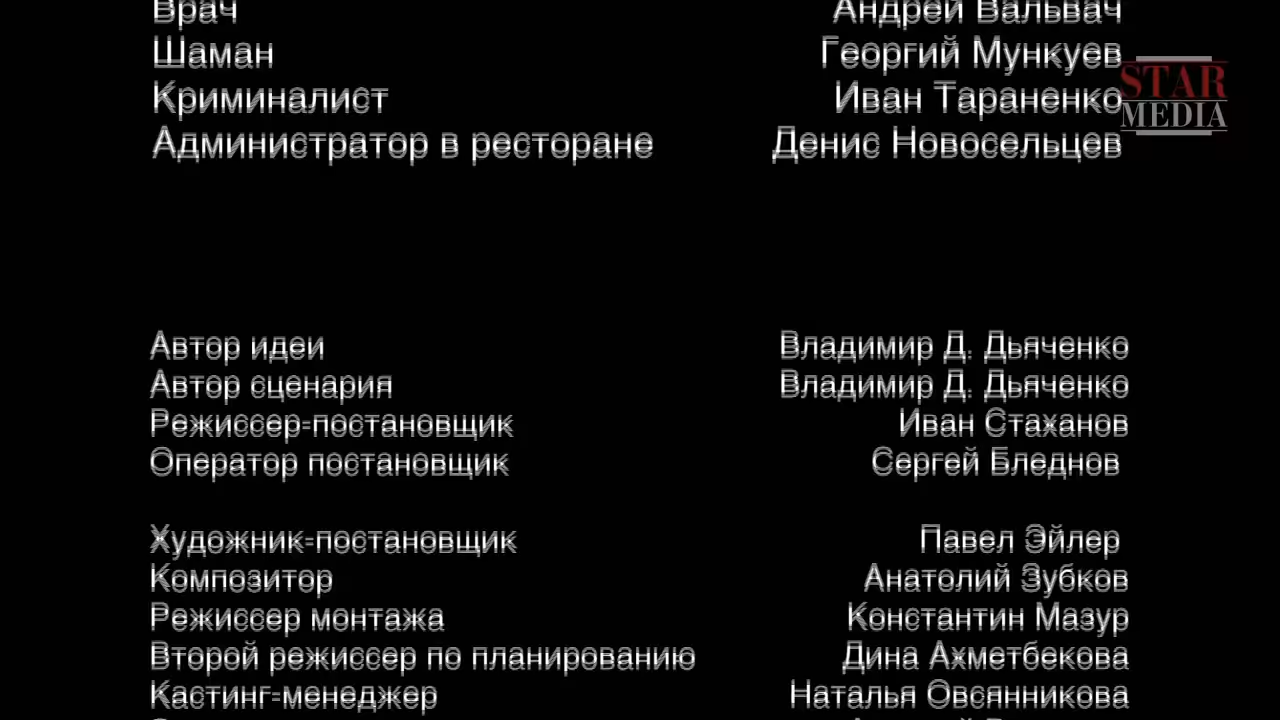 Врач Андрей Вальвач
Шаман Георгий Мункуев
Криминалист Иван Тараненко
STAR
MEDIA
Администратор в ресторане Денис Новосельцев
Автор идеи Владимир Д. Дьяченко
Автор сценария Владимир Д. Дьяченко
Режиссер-постановщик Иван Стаханов
Оператор постановщик Сергей Бледнов
Художник-постановщик Павел Эйлер
Композитор Анатолий Зубков
Режиссер монтажа Константин Мазур
Второй режиссер по планированию Дина Ахметбекова
Кастинг-менеджер Наталья Овсянникова